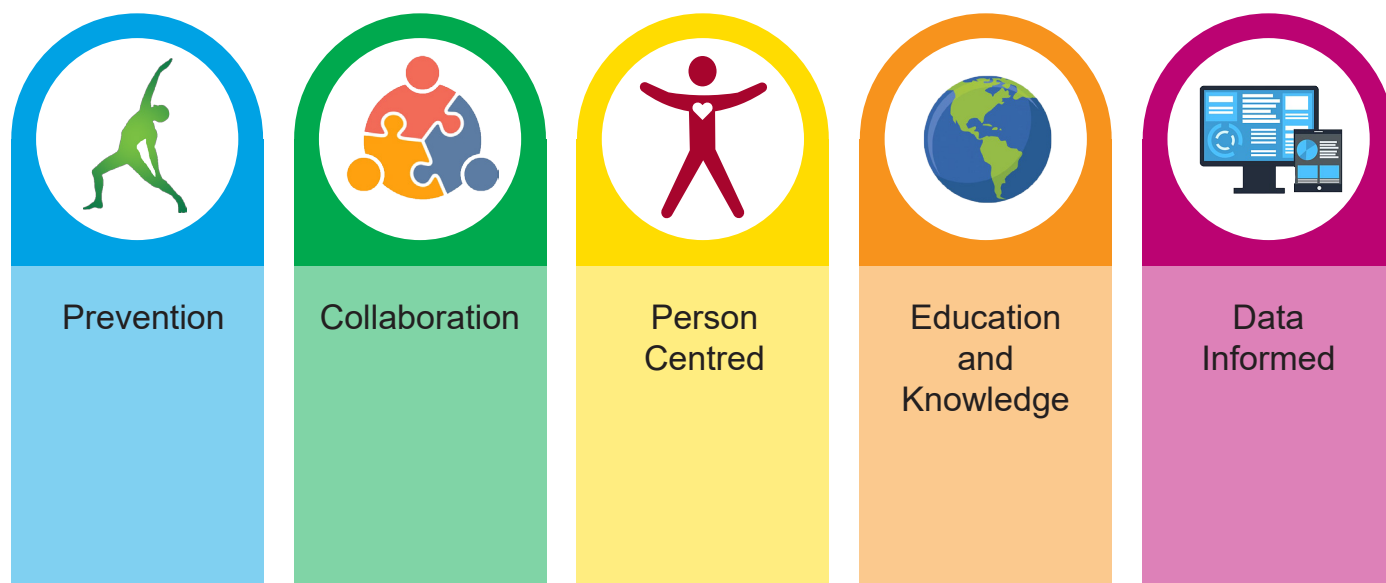 Prevention
Collaboration
Person
Centred
Education
and
Knowledge
Data
Informed